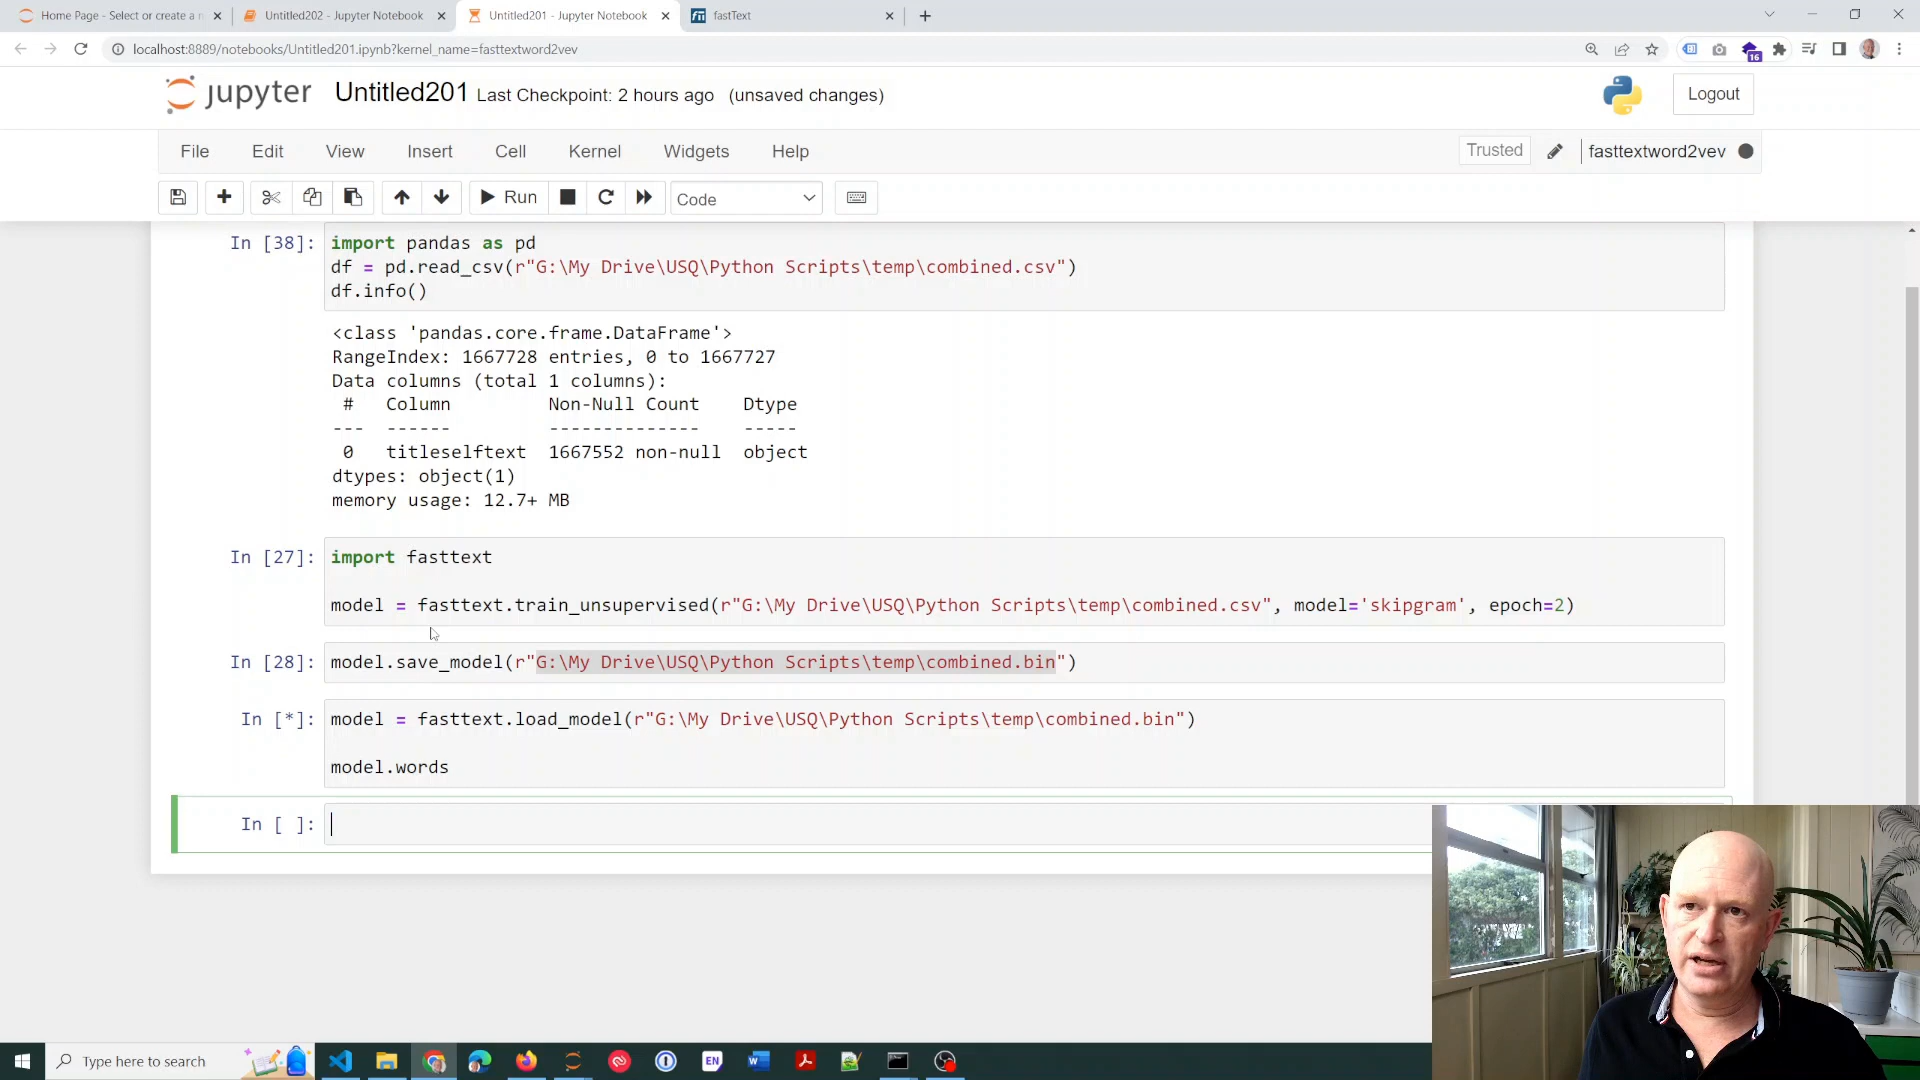 Home Page - Select or create a n
Untitled202 - Jupyter Notebook
Untitled201 - Jupyter Notebook
fastText
localhost:8889/notebooks/Untitled201.ipynb?kernel_name=fasttextword2vev
16
jupyter Untitled201 Last Checkpoint: 2 hours ago (unsaved changes)
Logout
File Edit View Insert Cell Kernel Widgets Help
Trusted
fasttextword2vev
Run
Code
In [38]: import pandas as pd
df = pd.read_csv(r"G:\My Drive\USQ\Python Scripts\temp\combined.csv")
df.info()
<class 'pandas.core.frame.DataFrame'>
RangeIndex: 1667728 entries, 0 to 1667727
Data columns (total 1 columns):
# Column Non-Null Count Dtype
--- ------ -------------- -----
0 titleselftext 1667552 non-null object
dtypes: object(1)
memory usage: 12.7+ MB
In [27]: import fasttext
model = fasttext.train_unsupervised(r"G:\My Drive\USQ\Python Scripts\temp\combined.csv", model='skipgram', epoch=2)
In [28]: model.save_model(r"G:\My Drive\USQ\Python Scripts\temp\combined.bin")
In [*]: model = fasttext.load_model(r"G:\My Drive\USQ\Python Scripts\temp\combined.bin")
model.words
In [ ]:
Type here to search
EN